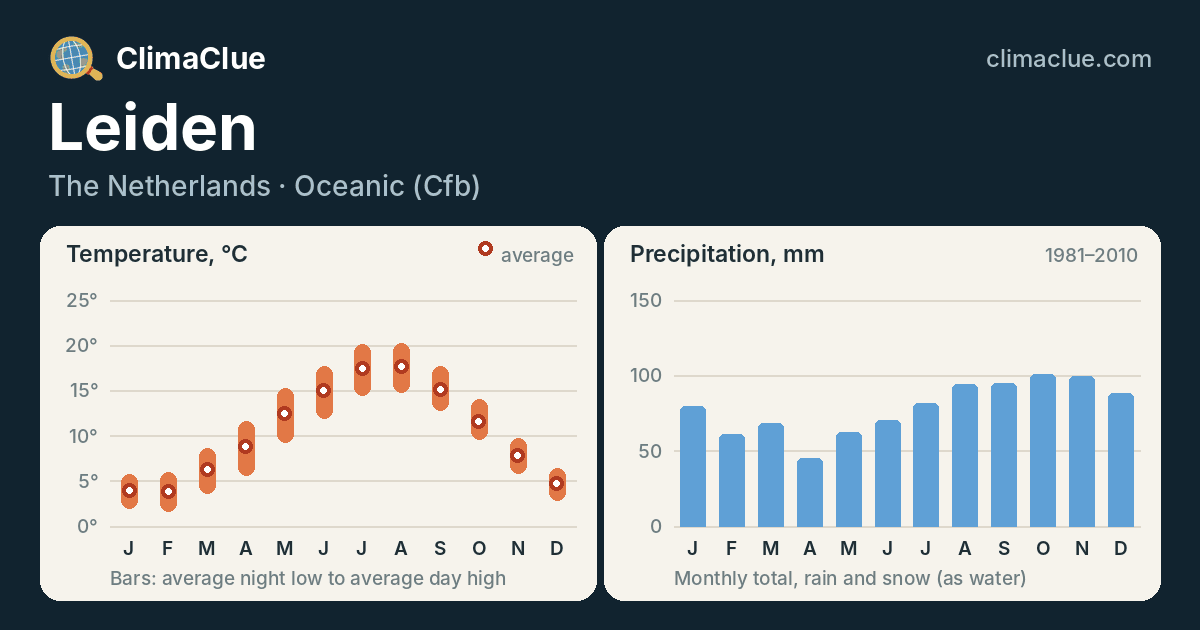 ClimaClue
climaclue.com
Leiden
The Netherlands · Oceanic (Cfb)
Temperature, °C
average
25°
20°
15°
10°
5°
0°
J F M A M J J A S O N D
Bars: average night low to average day high
Precipitation, mm
1981–2010
150
100
50
0
J F M A M J J A S O N D
Monthly total, rain and snow (as water)